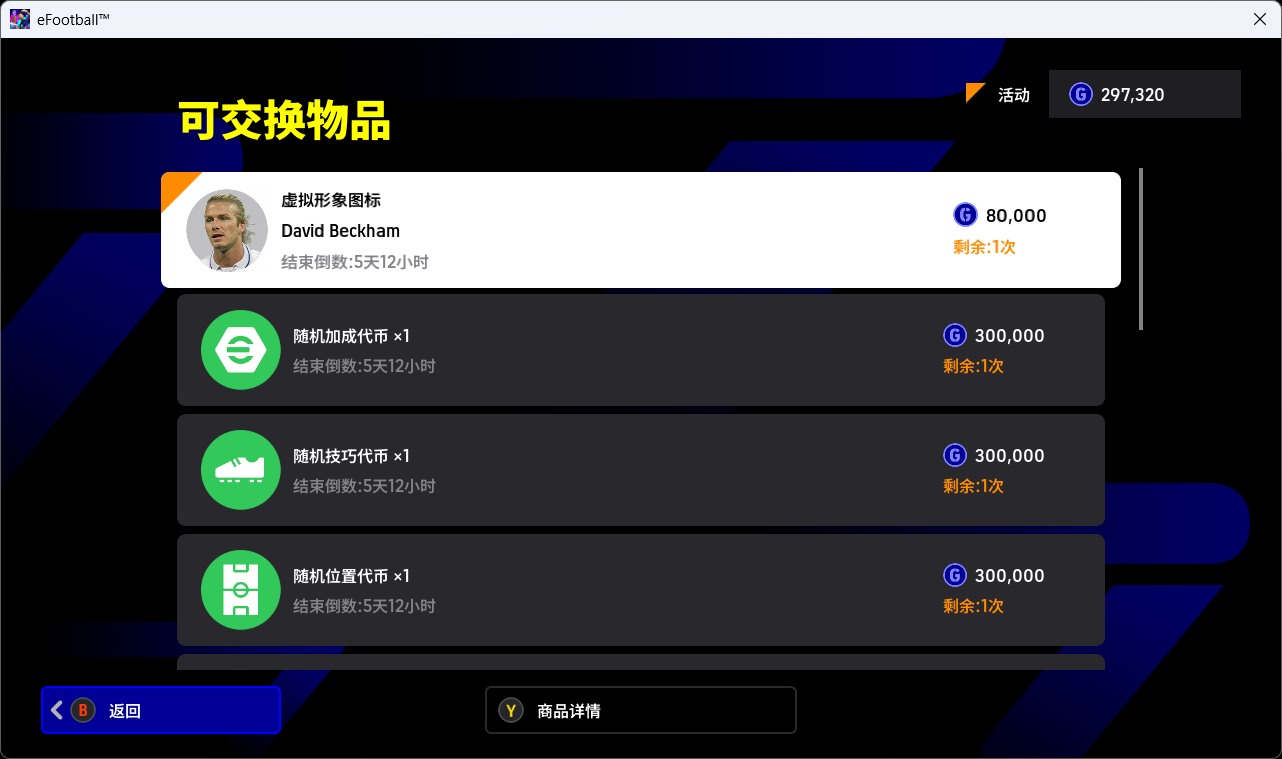 eFootball™
活动
297,320
可交换物品
虚拟形象图标
David Beckham
结束倒数:5天12小时
80,000
剩余:1次
随机加成代币 ×1
结束倒数:5天12小时
300,000
剩余:1次
随机技巧代币 ×1
结束倒数:5天12小时
300,000
剩余:1次
随机位置代币 ×1
结束倒数:5天12小时
300,000
剩余:1次
B 返回
Y 商品详情